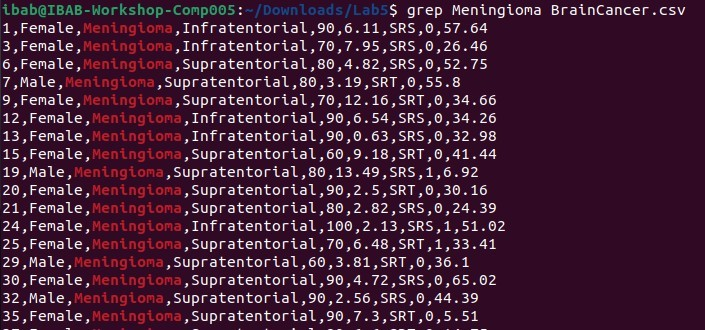 ibab@IBAB-Workshop-Comp005:~/Downloads/Lab5$ grep Meningioma BrainCancer.csv
1,Female,Meningioma,Infratentorial,90,6.11,SRS,0,57.64
3,Female,Meningioma,Infratentorial,70,7.95,SRS,0,26.46
6,Female,Meningioma,Supratentorial,80,4.82,SRS,0,52.75
7,Male,Meningioma,Supratentorial,80,3.19,SRT,0,55.8
9,Female,Meningioma,Supratentorial,70,12.16,SRT,0,34.66
12,Female,Meningioma,Infratentorial,90,6.54,SRS,0,34.26
13,Female,Meningioma,Infratentorial,90,0.63,SRS,0,32.98
15,Female,Meningioma,Supratentorial,60,9.18,SRT,0,41.44
19,Male,Meningioma,Supratentorial,80,13.49,SRS,1,6.92
20,Female,Meningioma,Supratentorial,90,2.5,SRT,0,30.16
21,Female,Meningioma,Supratentorial,80,2.82,SRS,0,24.39
24,Female,Meningioma,Infratentorial,100,2.13,SRS,1,51.02
25,Female,Meningioma,Supratentorial,70,6.48,SRT,1,33.41
29,Male,Meningioma,Supratentorial,60,3.81,SRT,0,36.1
30,Female,Meningioma,Supratentorial,90,4.72,SRS,0,65.02
32,Male,Meningioma,Supratentorial,90,2.56,SRS,0,44.39
35,Female,Meningioma,Supratentorial,90,7.3,SRT,0,5.51